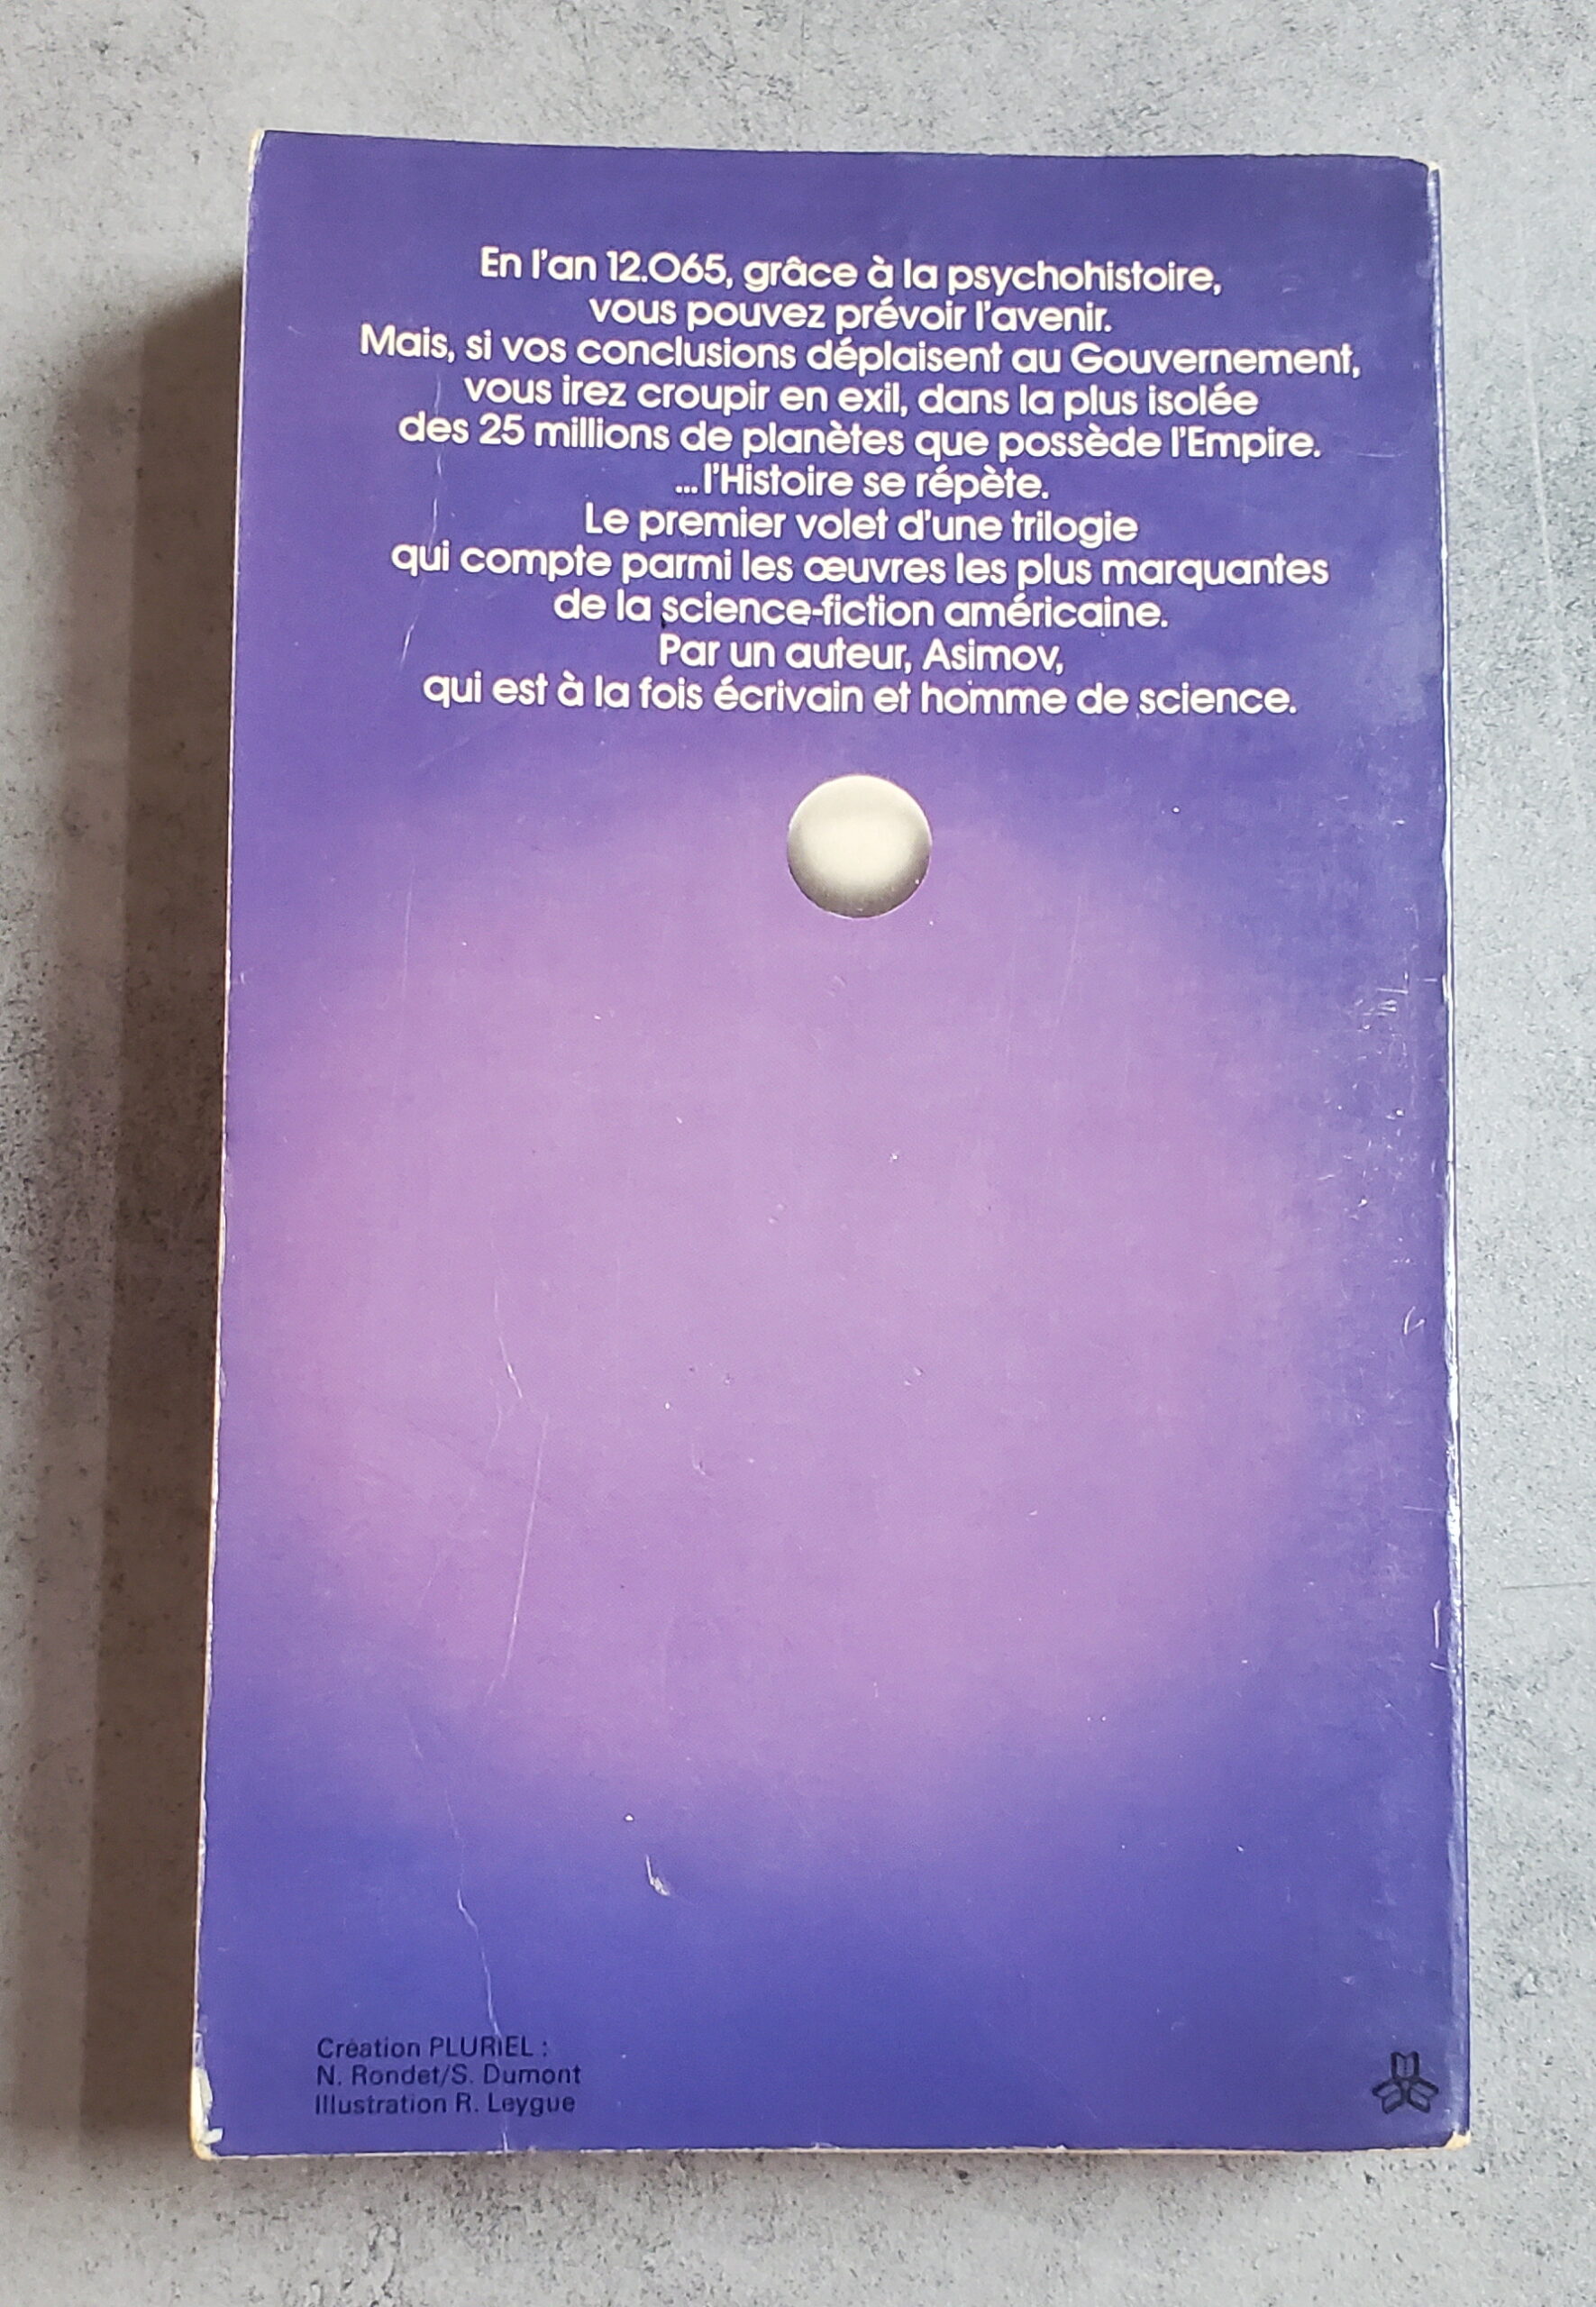 En l'an 12.065, grâce à la psychohistoire,
vous pouvez prévoir l'avenir.
Mais, si vos conclusions déplaisent au Gouvernement,
vous irez croupir en exil, dans la plus isolée
des 25 millions de planètes que possède l'Empire.
...l'Histoire se répète.
Le premier volet d'une trilogie
qui compte parmi les œuvres les plus marquantes
de la science-fiction américaine.
Par un auteur, Asimov,
qui est à la fois écrivain et homme de science.
Création PLURIEL :
N. Rondet/S. Dumont
Illustration R. Leygue